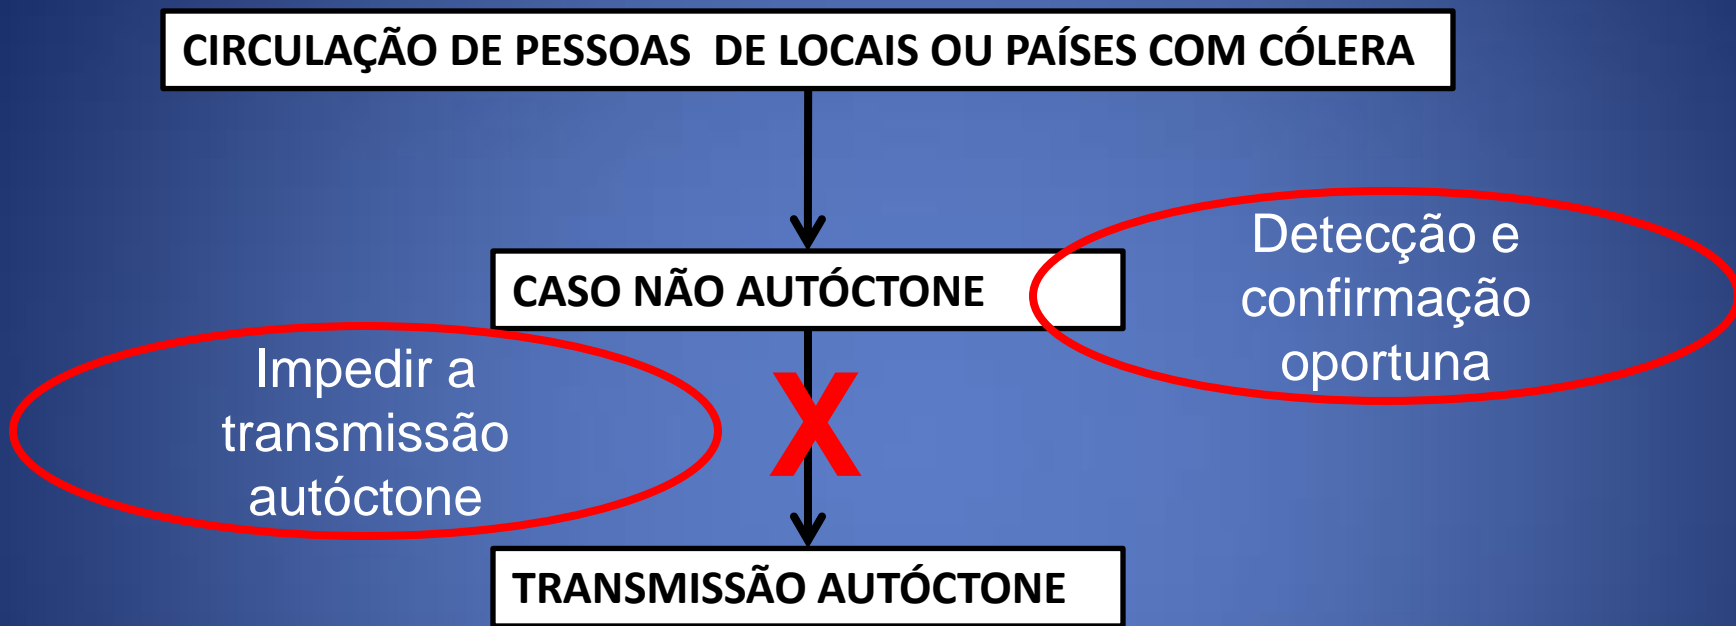 CIRCULAÇÃO DE PESSOAS  DE LOCAIS OU PAÍSES COM CÓLERA
CASO NÃO AUTÓCTONE
Detecção e
confirmação
oportuna
Impedir a
transmissão
autóctone
X
TRANSMISSÃO AUTÓCTONE